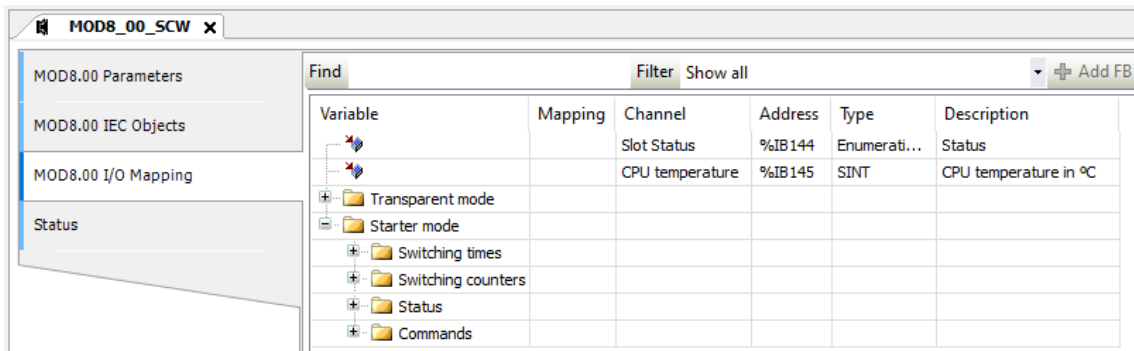 MOD8_00_SCW
MOD8.00 Parameters
MOD8.00 IEC Objects
MOD8.00 I/O Mapping
Status
Find Filter Show all Add FB
Variable Mapping Channel Address Type Description
Slot Status %IB144 Enumerati... Status
CPU temperature %IB145 SINT CPU temperature in ºC
Transparent mode
Starter mode
Switching times
Switching counters
Status
Commands